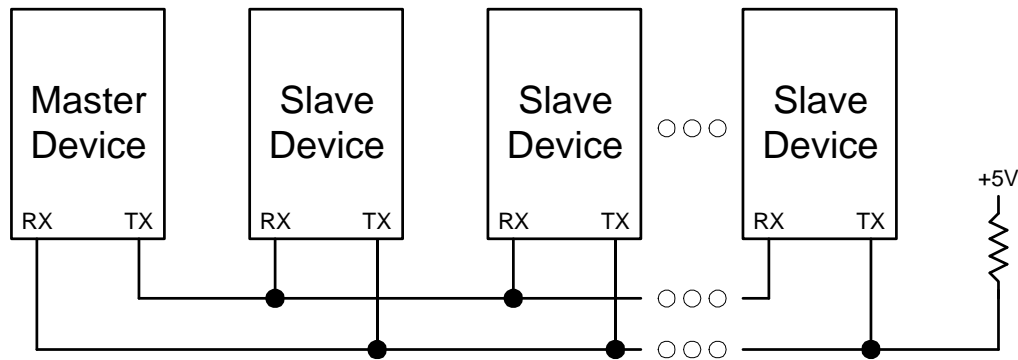 Master
Device
Slave
Device
Slave
Device
Slave
Device
+5V
RX TX RX TX RX TX RX TX